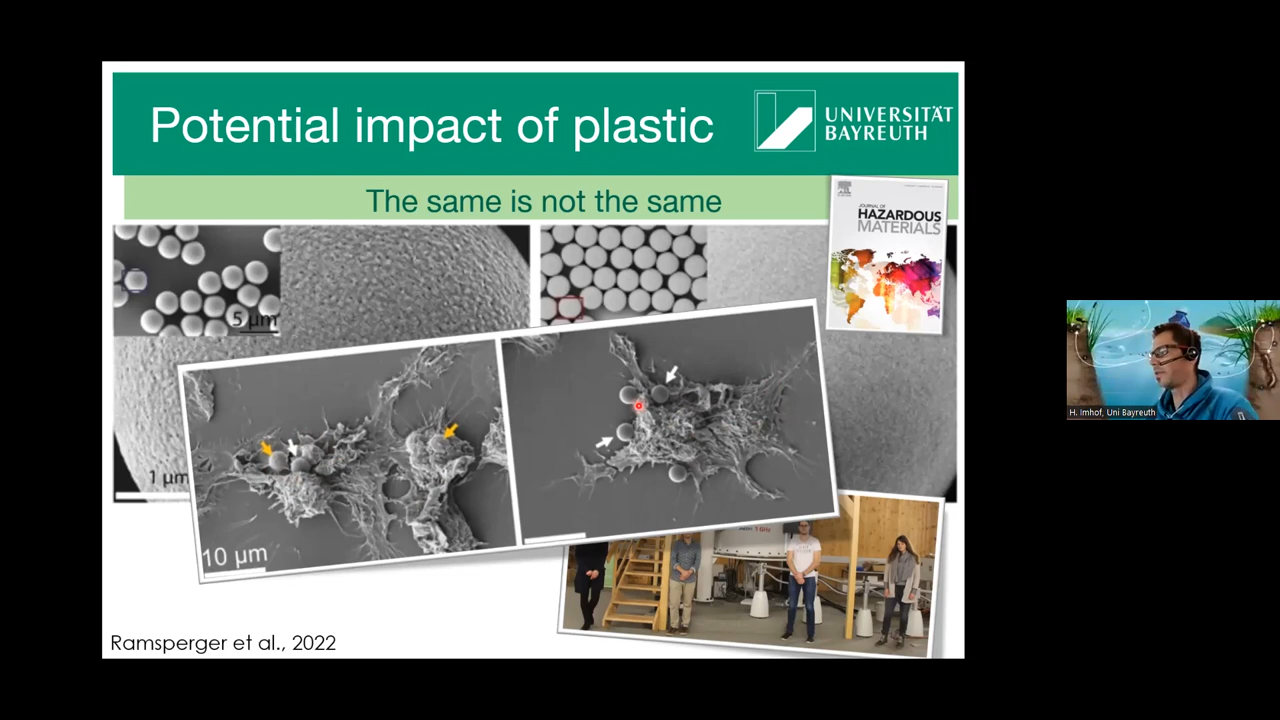 Potential impact of plastic
UNIVERSITÄT
BAYREUTH
The same is not the same
JOURNAL OF
HAZARDOUS
MATERIALS
5 µm
1 µm
10 µm
H. Imhof, Uni Bayreuth
Ramsperger et al., 2022